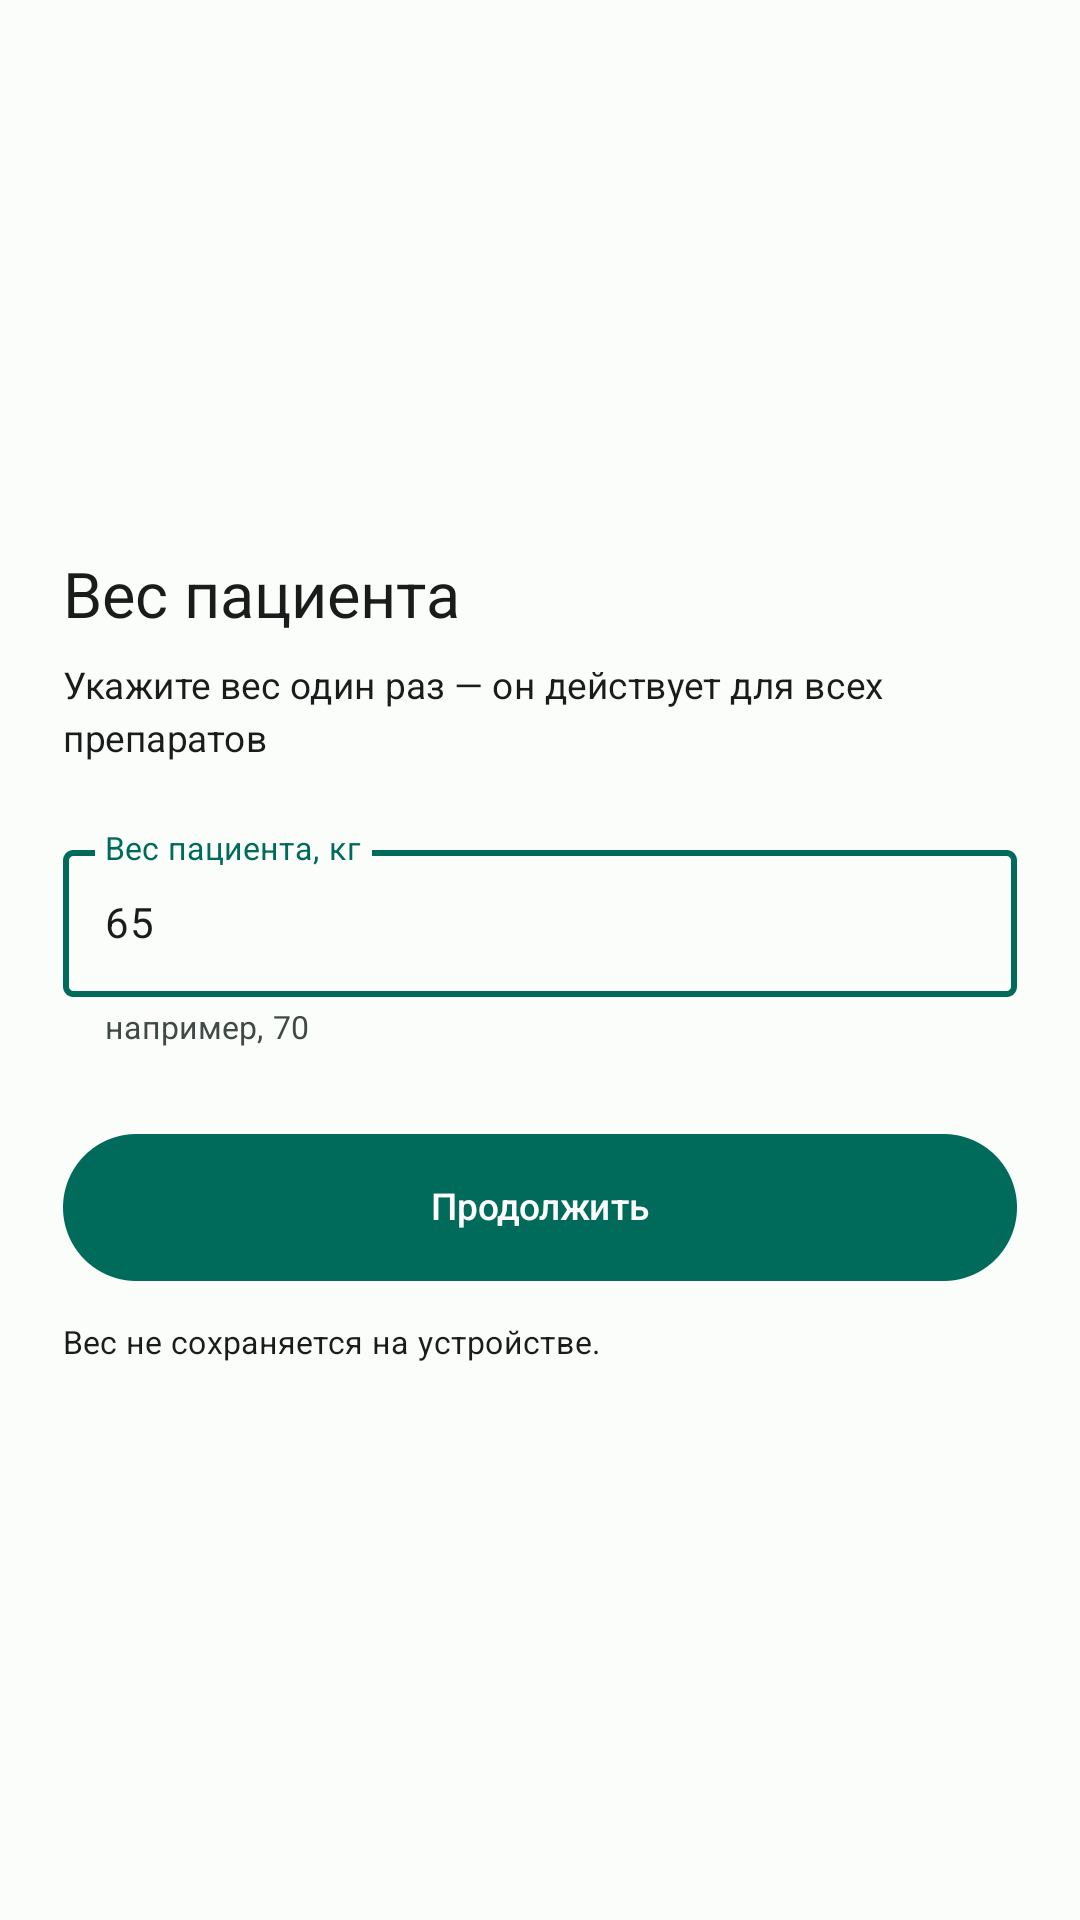 Вес пациента
Укажите вес один раз — он действует для всех
препаратов
Вес пациента, кг
65
например, 70
Продолжить
Вес не сохраняется на устройстве.